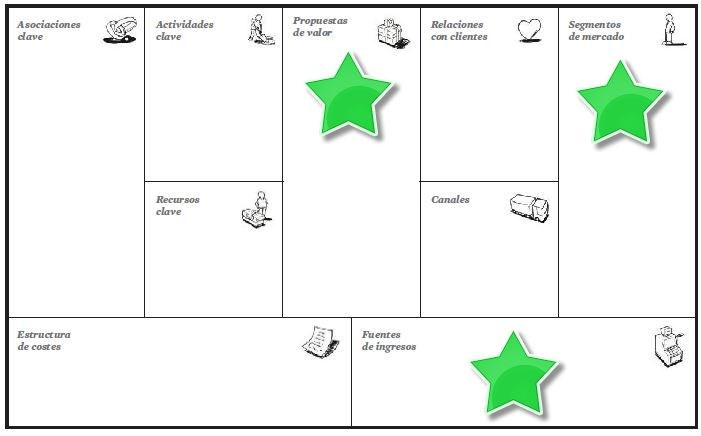 Asociaciones
clave
Actividades
clave
Propuestas
de valor
Relaciones
con clientes
Segmentos
de mercado
Recursos
clave
Canales
Estructura
de costes
Fuentes
de ingresos